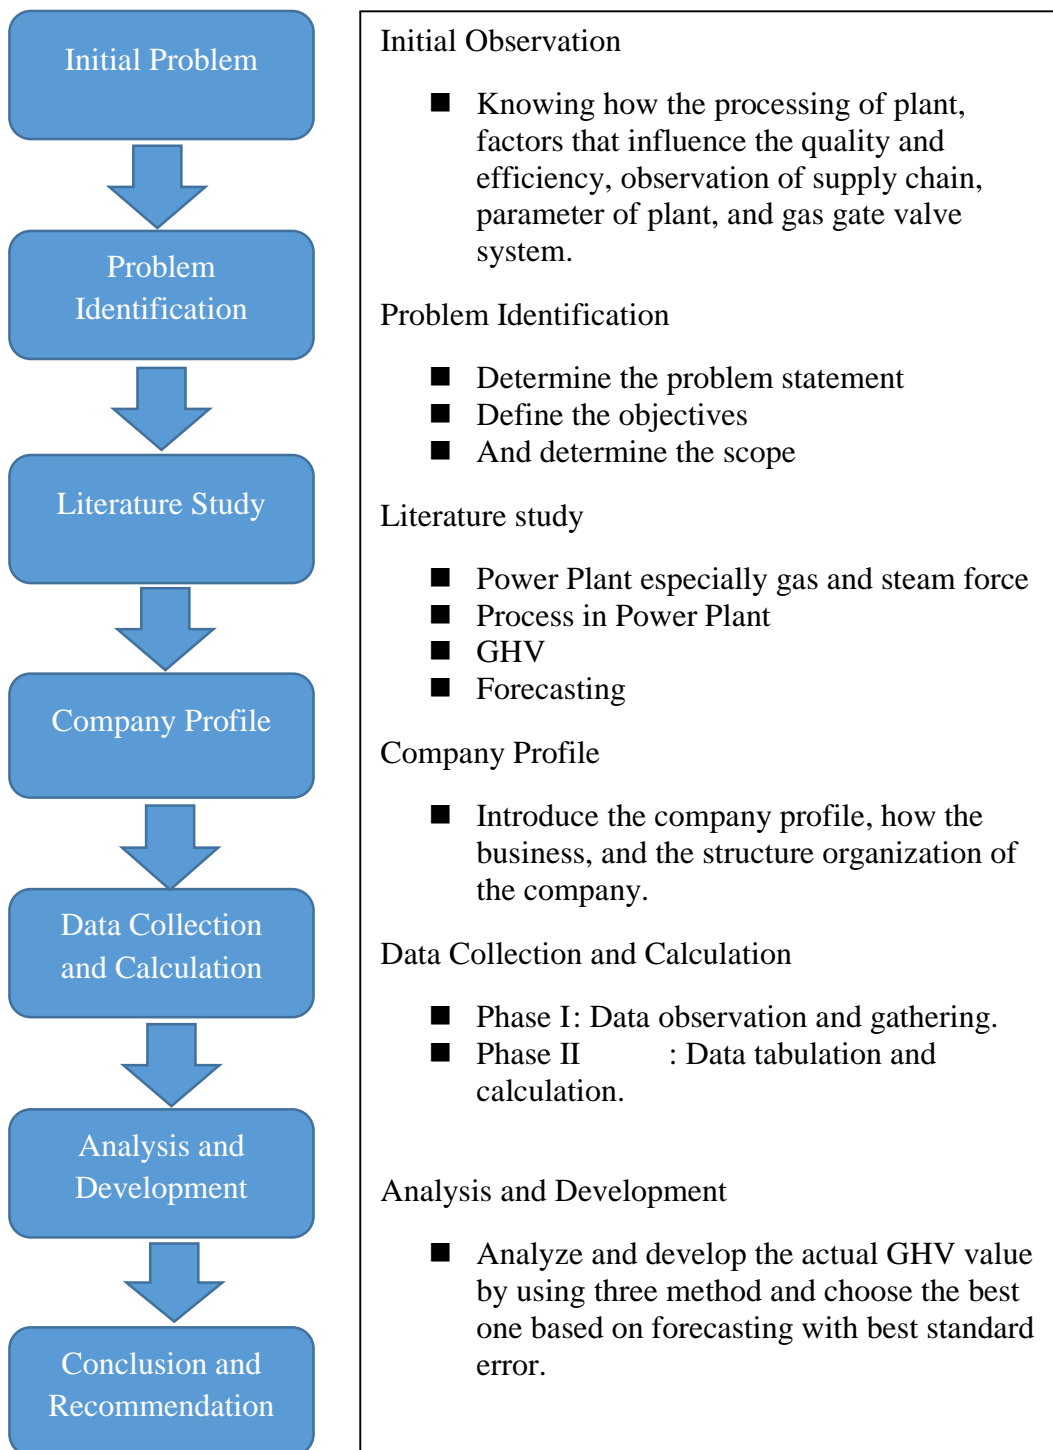 Initial Problem
Problem
Identification
Literature Study
Company Profile
Data Collection
and Calculation
Analysis and
Development
Conclusion and
Recommendation
Initial Observation
■ Knowing how the processing of plant,
factors that influence the quality and
efficiency, observation of supply chain,
parameter of plant, and gas gate valve
system.
Problem Identification
■ Determine the problem statement
■ Define the objectives
■ And determine the scope
Literature study
■ Power Plant especially gas and steam force
■ Process in Power Plant
■ GHV
■ Forecasting
Company Profile
■ Introduce the company profile, how the
business, and the structure organization of
the company.
Data Collection and Calculation
■ Phase I: Data observation and gathering.
■ Phase II : Data tabulation and
calculation.
Analysis and Development
■ Analyze and develop the actual GHV value
by using three method and choose the best
one based on forecasting with best standard
error.